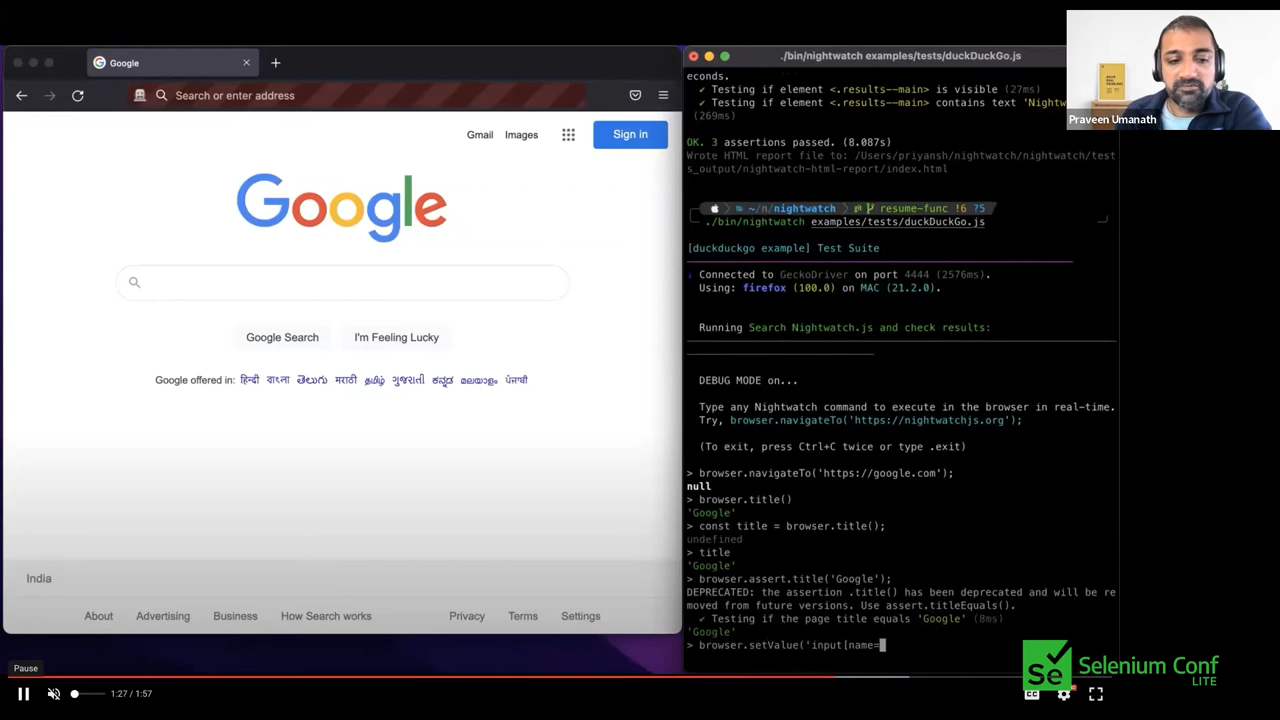 Google
Search or enter address
Gmail Images
Sign in
Google
Google Search I'm Feeling Lucky
Google offered in: हिन्दी বাংলা తెలుగు मराठी தமிழ் ગુજરાતી ಕನ್ನಡ മലയാളം ਪੰਜਾਬੀ
India
About Advertising Business How Search works Privacy Terms Settings
./bin/nightwatch examples/tests/duckDuckGo.js
econds.
✔ Testing if element <.results--main> is visible (27ms)
✔ Testing if element <.results--main> contains text 'Nightw
(269ms)
OK. 3 assertions passed. (8.087s)
Wrote HTML report file to: /Users/priyansh/nightwatch/nightwatch/test
s_output/nightwatch-html-report/index.html
~/n/nightwatch resume-func !6 ?5
./bin/nightwatch examples/tests/duckDuckGo.js
[duckduckgo example] Test Suite
Connected to GeckoDriver on port 4444 (2576ms).
Using: firefox (100.0) on MAC (21.2.0).
Running Search Nightwatch.js and check results:
DEBUG MODE on...
Type any Nightwatch command to execute in the browser in real-time.
Try, browser.navigateTo('https://nightwatchjs.org');
(To exit, press Ctrl+C twice or type .exit)
> browser.navigateTo('https://google.com');
null
> browser.title()
'Google'
> const title = browser.title();
undefined
> title
'Google'
> browser.assert.title('Google');
DEPRECATED: the assertion .title() has been deprecated and will be re
moved from future versions. Use assert.titleEquals().
✔ Testing if the page title equals 'Google' (8ms)
'Google'
> browser.setValue('input[name=
Praveen Umanath
Pause
1:27 / 1:57
CC
Se Selenium Conf
LITE